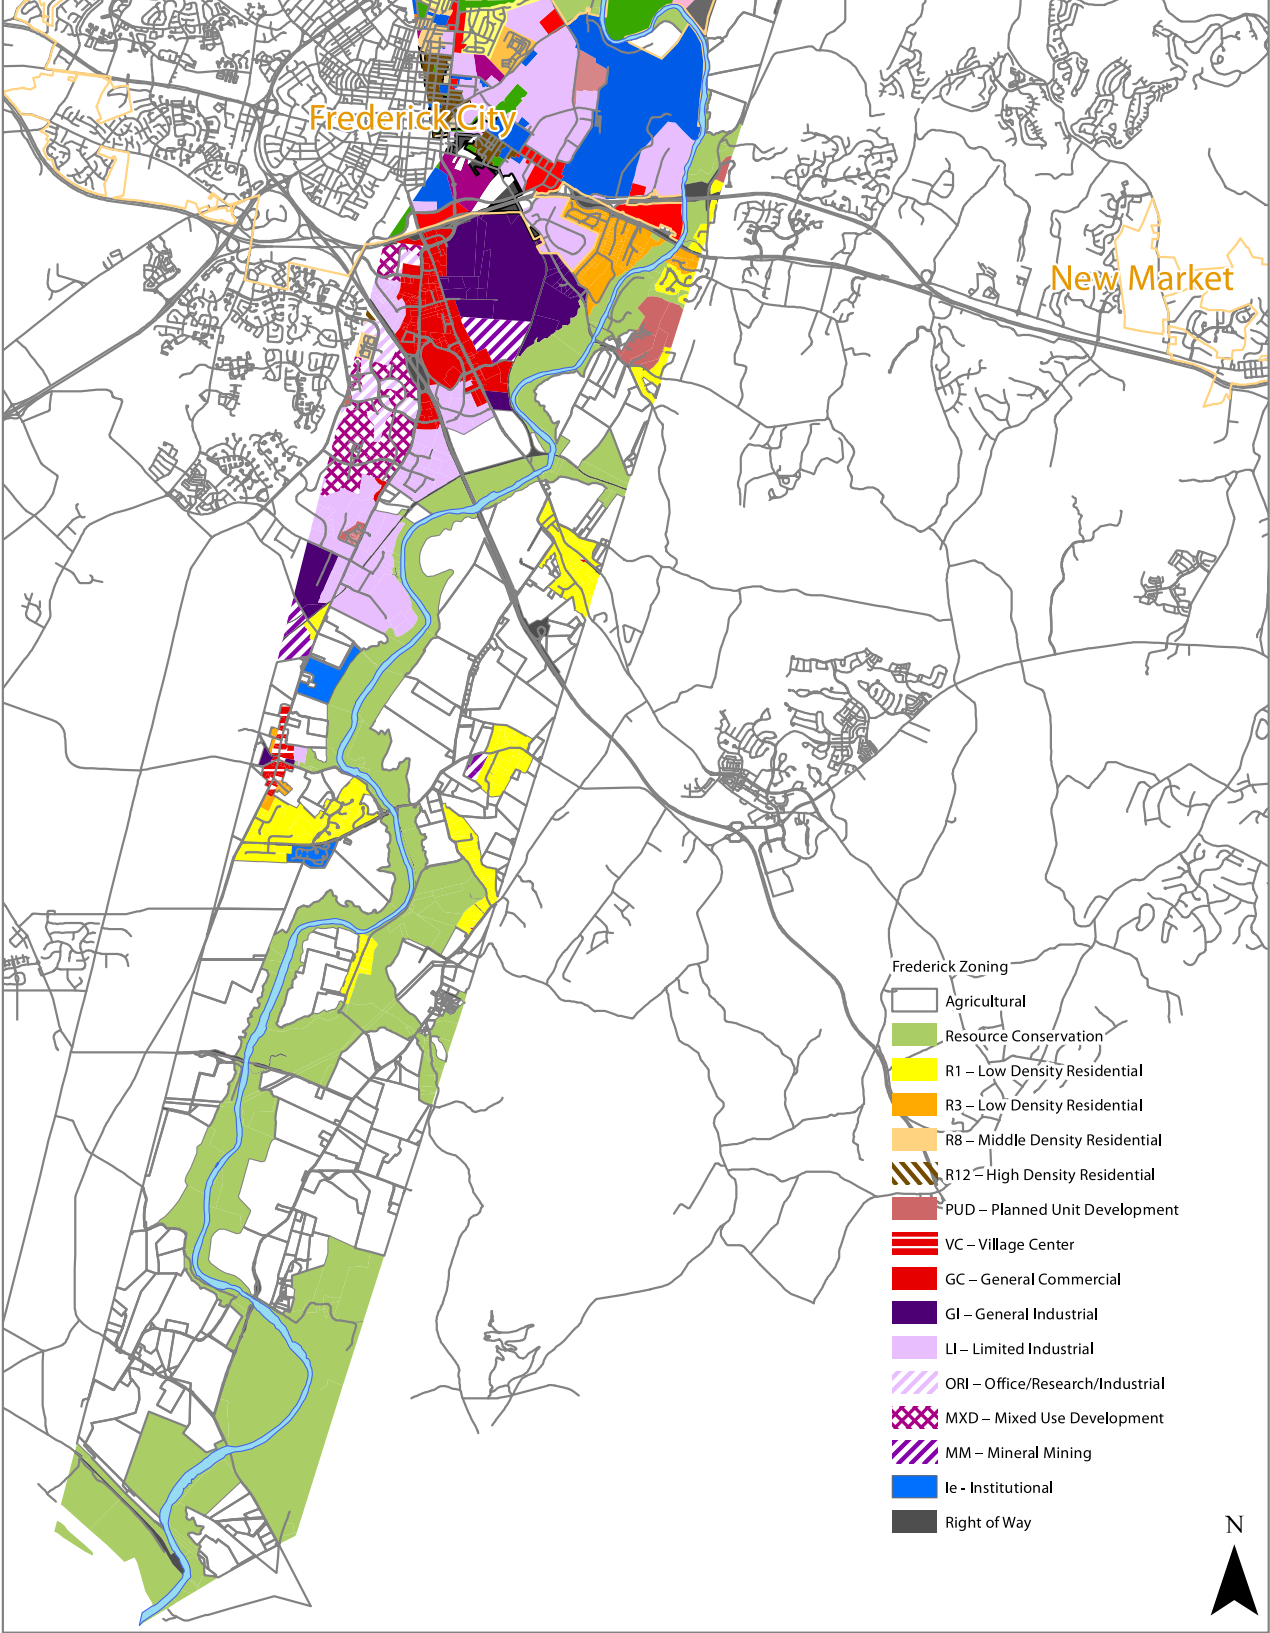 Frederick City
New Market
Frederick Zoning
Agricultural
Resource Conservation
R1 – Low Density Residential
R3 – Low Density Residential
R8 – Middle Density Residential
R12 – High Density Residential
PUD – Planned Unit Development
VC – Village Center
GC – General Commercial
GI – General Industrial
LI – Limited Industrial
ORI – Office/Research/Industrial
MXD – Mixed Use Development
MM – Mineral Mining
Ie - Institutional
Right of Way
N